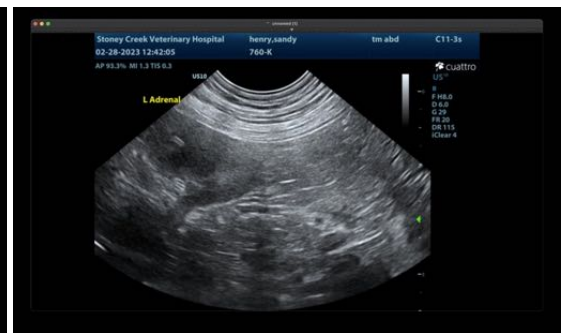 Stoney Creek Veterinary Hospital henry,sandy tm abd C11-3s
02-28-2023 12:42:05 760-K
AP 93.3% MI 1.3 TIS 0.3
cuattro
US10
L Adrenal
B
F H8.0
D 6.0
G 29
FR 20
DR 115
iClear 4